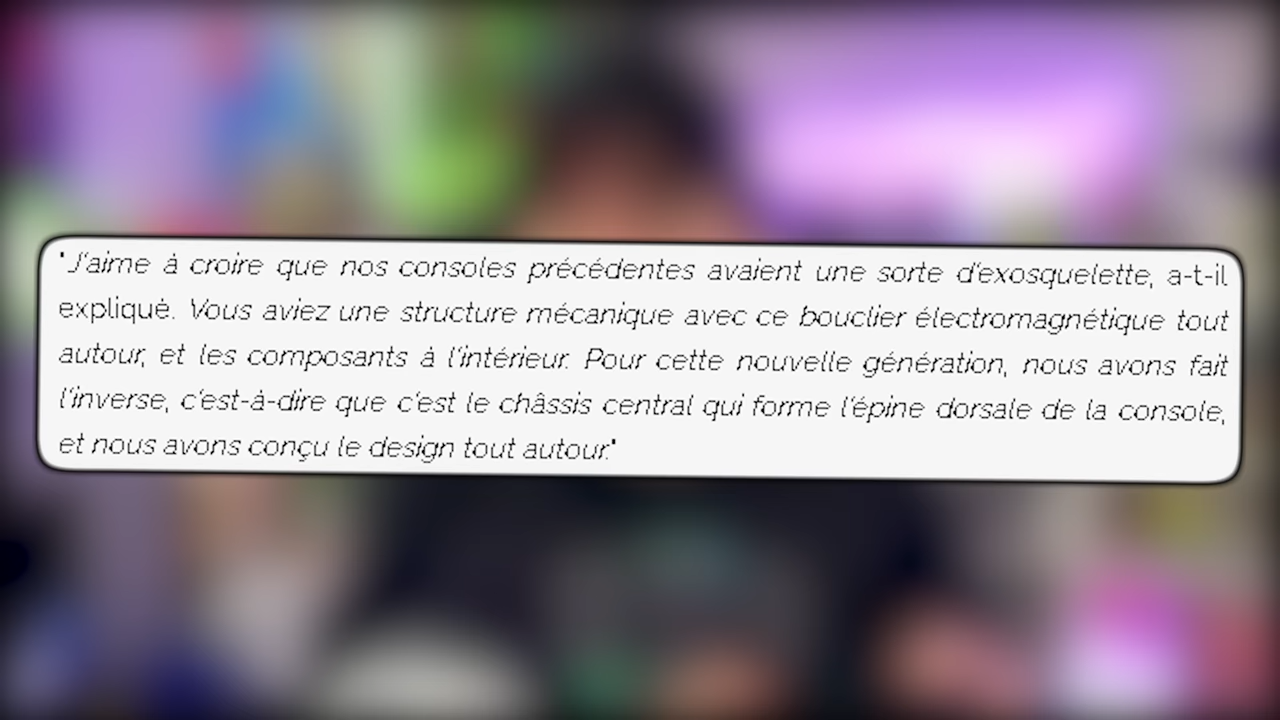 "J'aime à croire que nos consoles précédentes avaient une sorte d'exosquelette, a-t-il
expliqué. Vous aviez une structure mécanique avec ce bouclier électromagnétique tout
autour, et les composants à l'intérieur. Pour cette nouvelle génération, nous avons fait
l'inverse, c'est-à-dire que c'est le châssis central qui forme l'épine dorsale de la console,
et nous avons conçu le design tout autour."